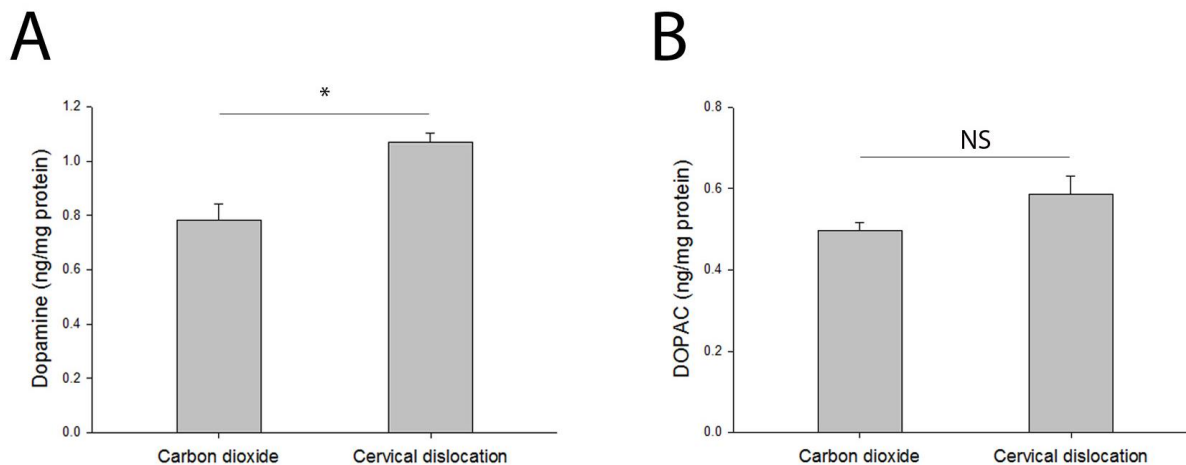 A
*
1.2
1.0
0.8
0.6
0.4
0.2
0.0
Dopamine (ng/mg protein)
Carbon dioxide Cervical dislocation
B
NS
0.8
0.6
0.4
0.2
0.0
DOPAC (ng/mg protein)
Carbon dioxide Cervical dislocation